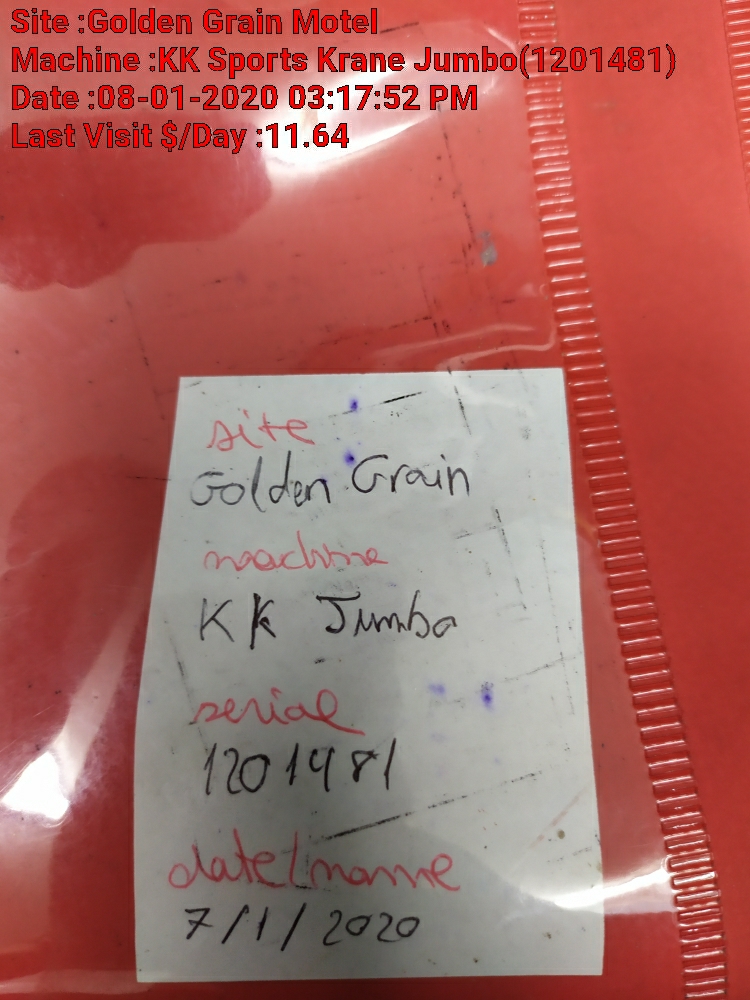 Site :Golden Grain Motel
Machine :KK Sports Krane Jumbo(1201481)
Date :08-01-2020 03:17:52 PM
Last Visit $/Day :11.64
site
Golden Grain
machine
KK Jumbo
serial
1201481
date/name
7/1/2020